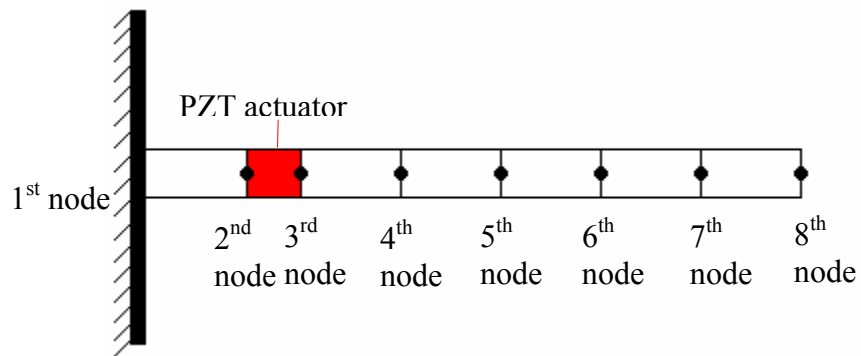 PZT actuator
1st node
2nd node
3rd node
4th node
5th node
6th node
7th node
8th node